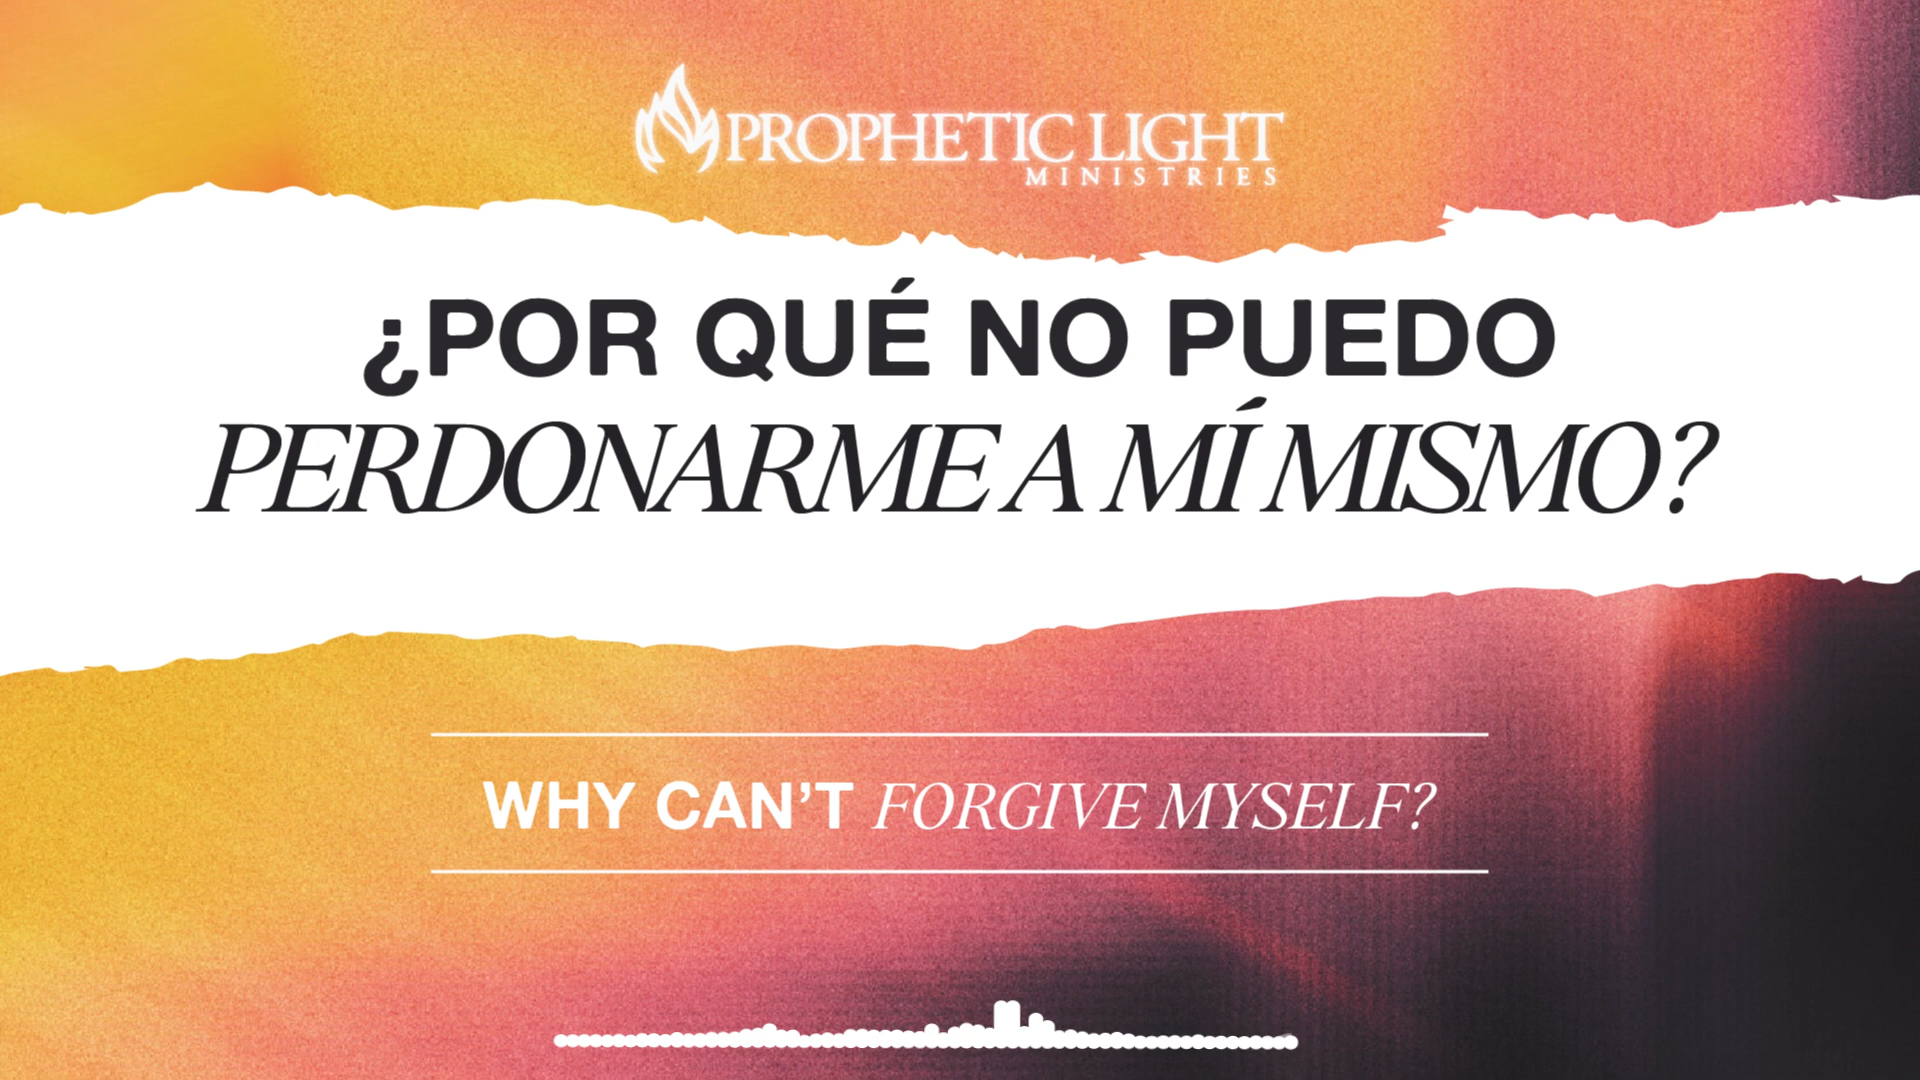 PROPHETIC LIGHT
MINISTRIES
¿POR QUÉ NO PUEDO
PERDONARME A MÍ MISMO?
WHY CAN'T FORGIVE MYSELF?